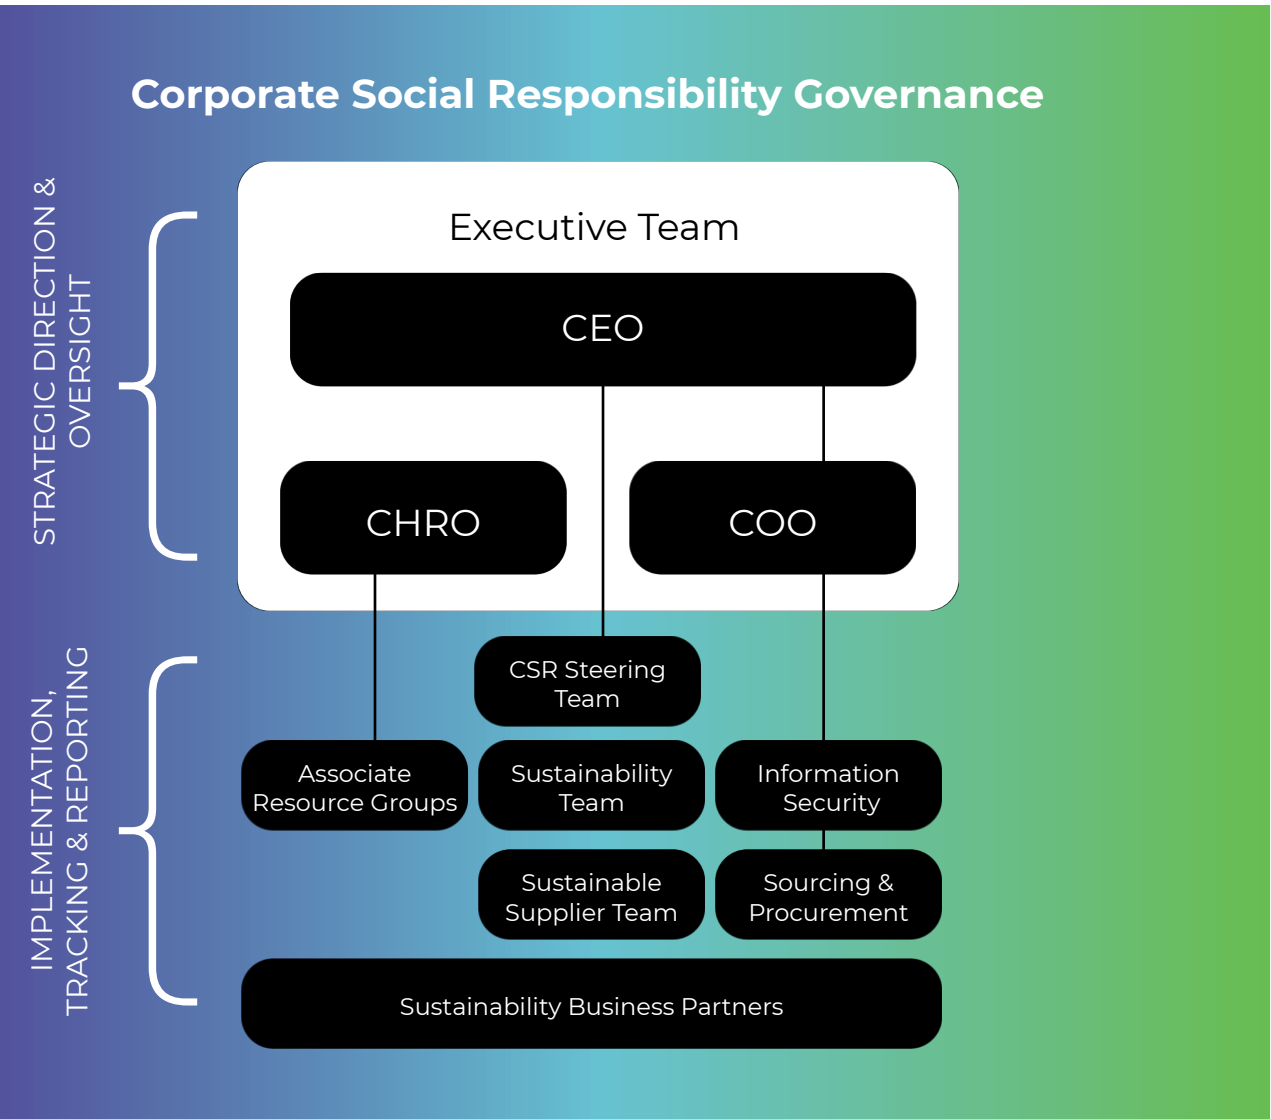 Corporate Social Responsibility Governance
STRATEGIC DIRECTION &
OVERSIGHT
Executive Team
CEO
CHRO
COO
IMPLEMENTATION,
TRACKING & REPORTING
CSR Steering
Team
Associate
Resource Groups
Sustainability
Team
Information
Security
Sustainable
Supplier Team
Sourcing &
Procurement
Sustainability Business Partners